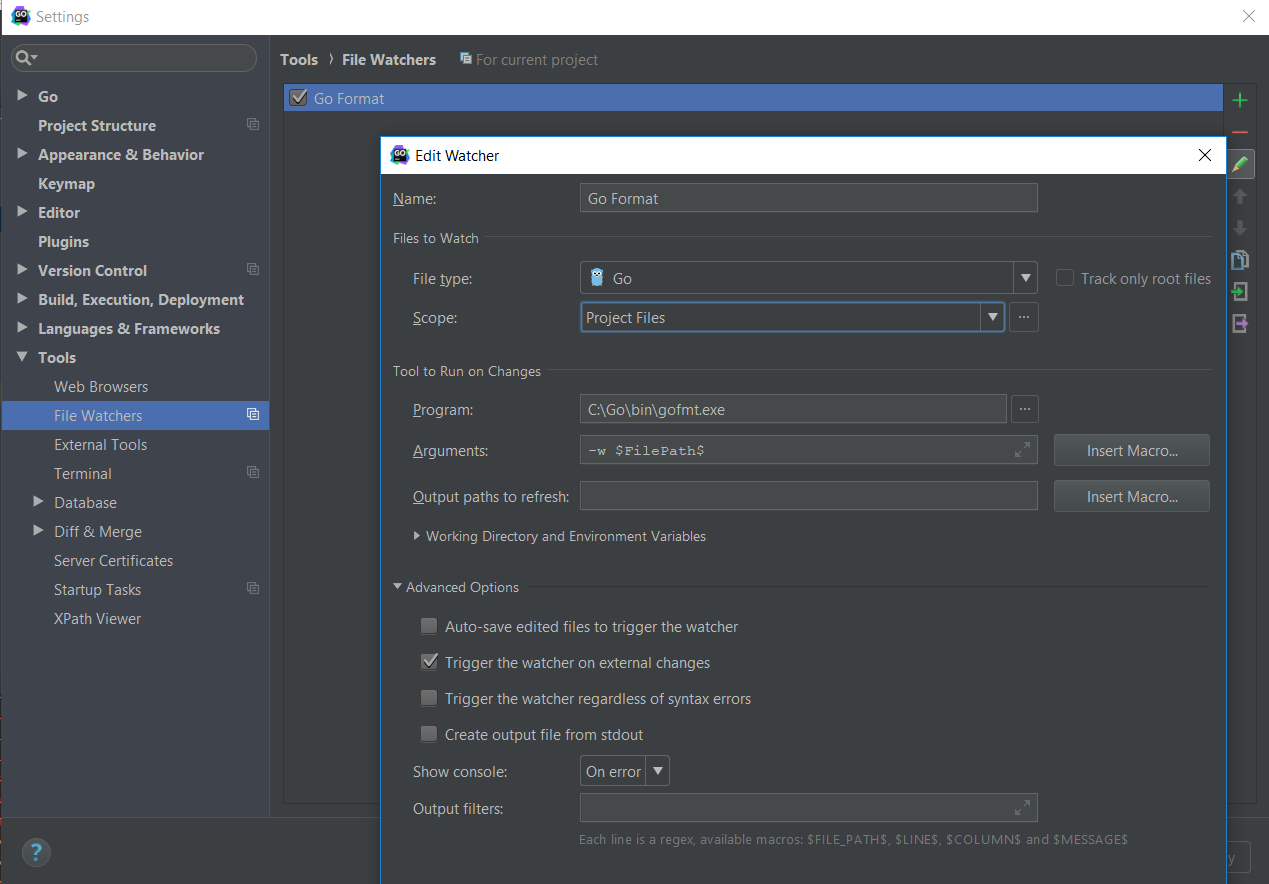 Settings
Tools 〉 File Watchers For current project
Go
Project Structure
Appearance & Behavior
Keymap
Editor
Plugins
Version Control
Build, Execution, Deployment
Languages & Frameworks
Tools
Web Browsers
File Watchers
External Tools
Terminal
Database
Diff & Merge
Server Certificates
Startup Tasks
XPath Viewer
?
Go Format
Edit Watcher
Name: Go Format
Files to Watch
File type: Go Track only root files
Scope: Project Files ...
Tool to Run on Changes
Program: C:\Go\bin\gofmt.exe ...
Arguments: -w $FilePath$ Insert Macro...
Output paths to refresh: Insert Macro...
Working Directory and Environment Variables
Advanced Options
Auto-save edited files to trigger the watcher
Trigger the watcher on external changes
Trigger the watcher regardless of syntax errors
Create output file from stdout
Show console: On error
Output filters:
Each line is a regex, available macros: $FILE_PATH$, $LINE$, $COLUMN$ and $MESSAGE$
y